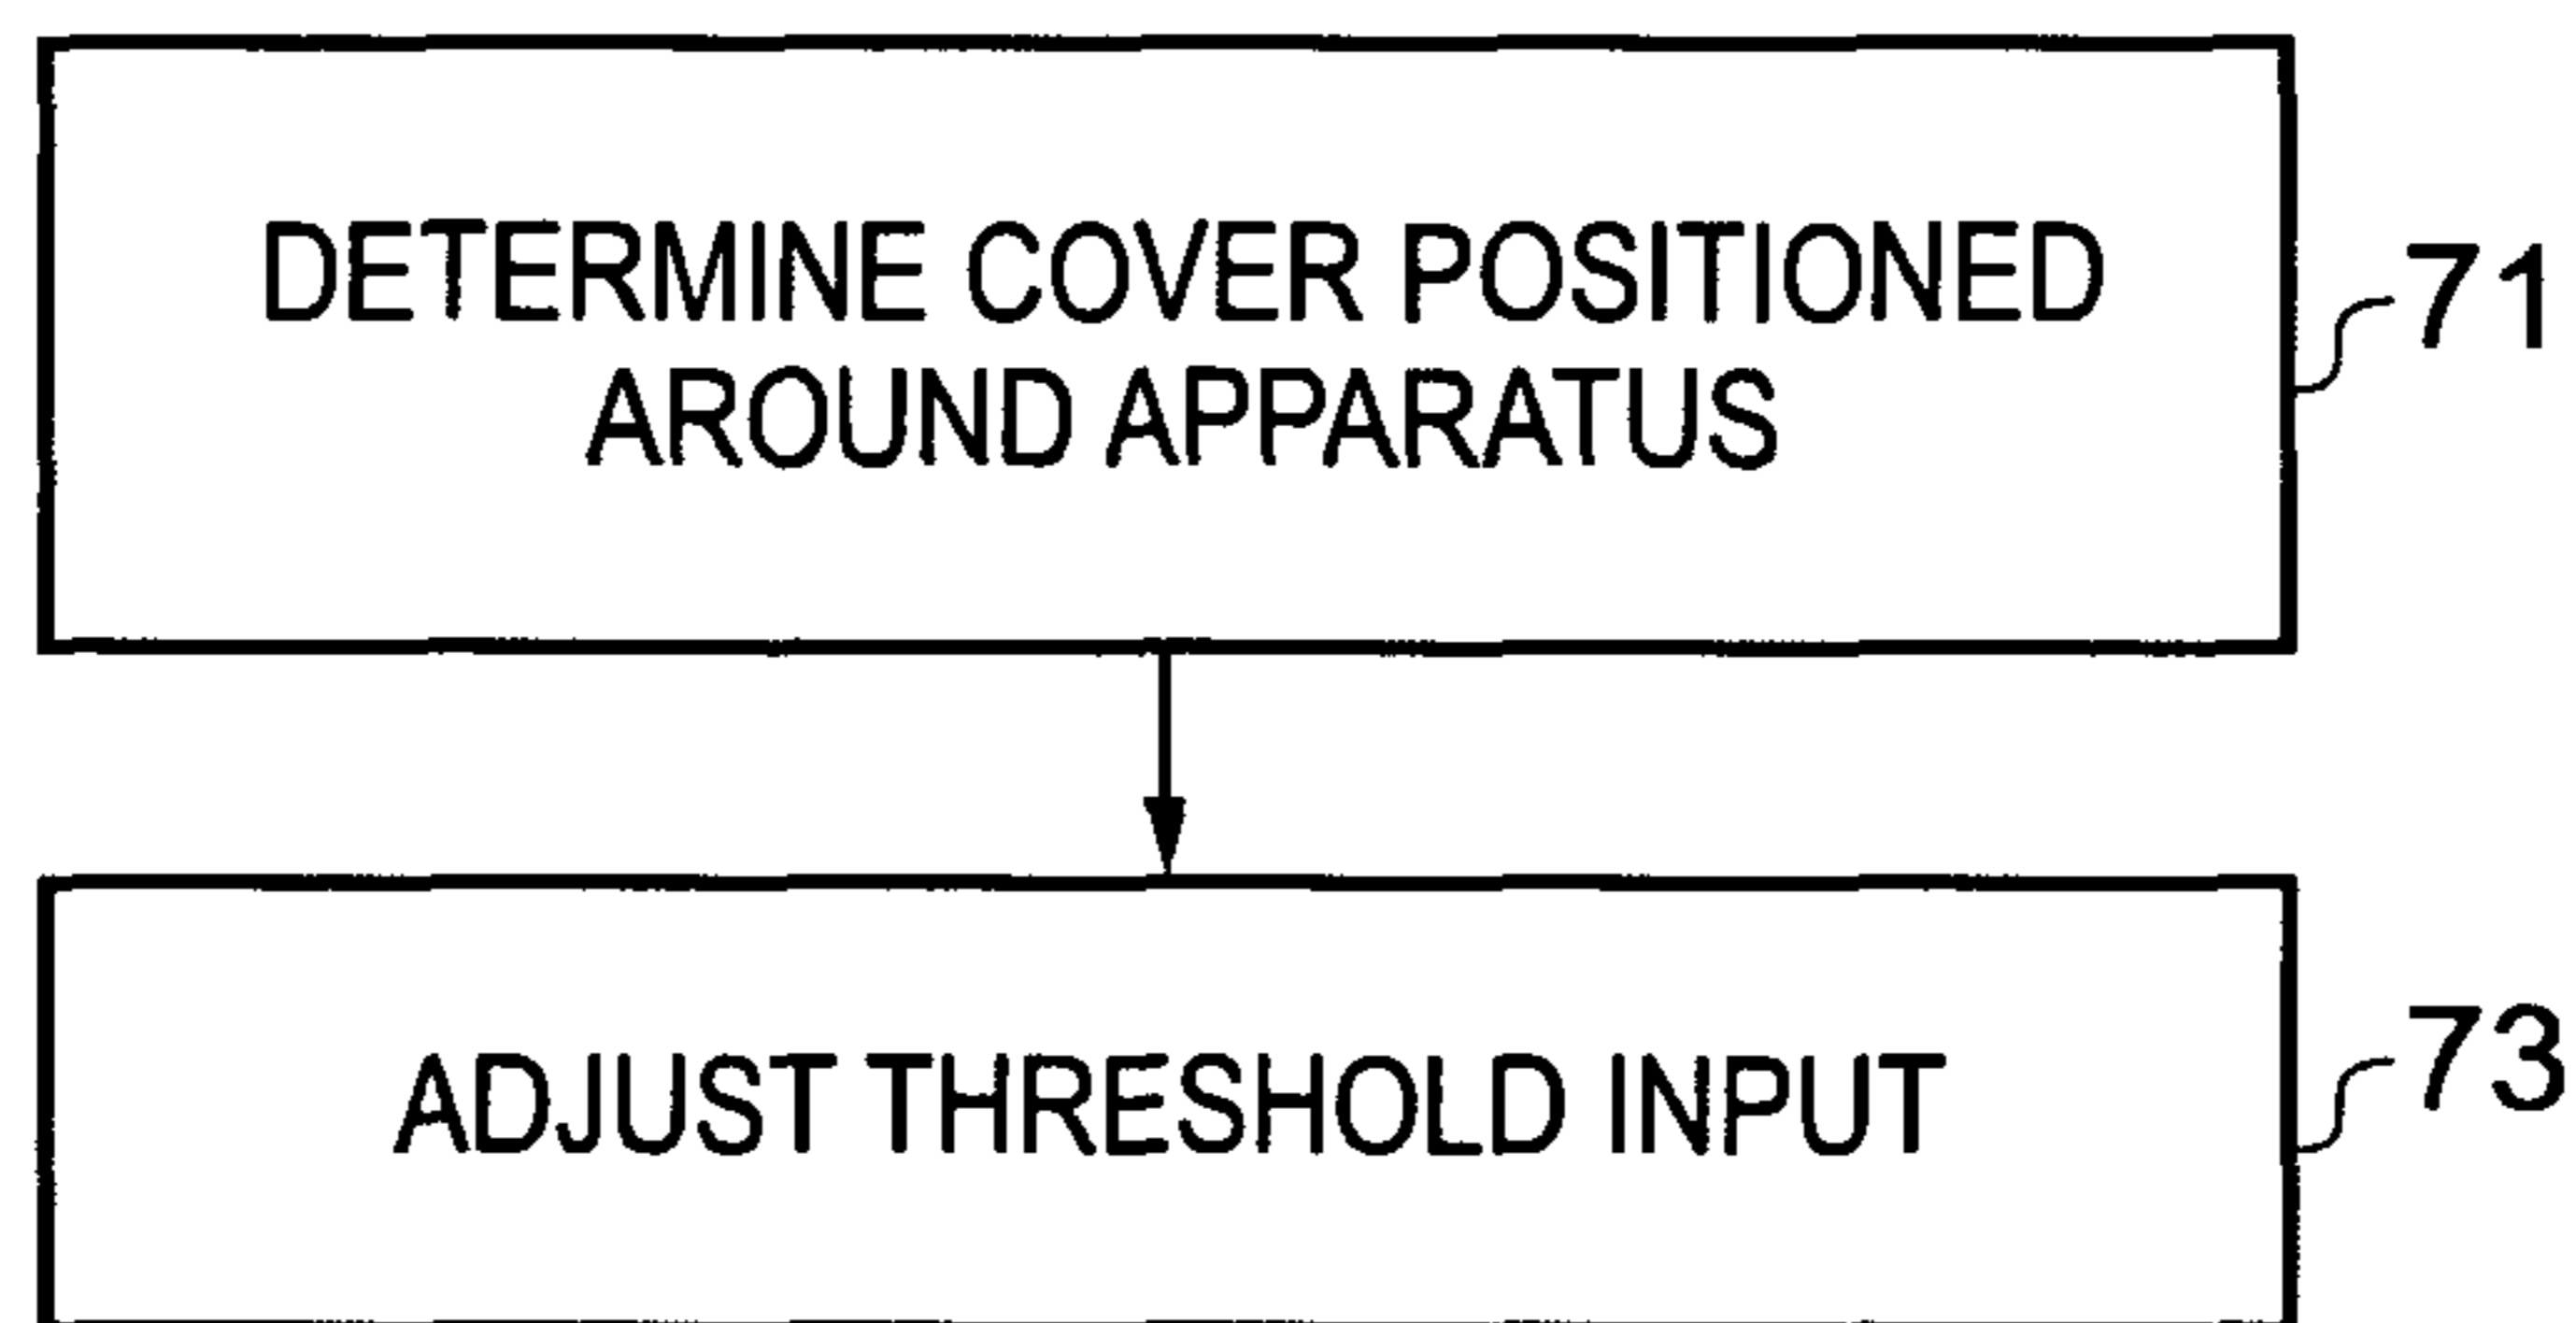 DETERMINE COVER POSITIONED
AROUND APPARATUS
71
ADJUST THRESHOLD INPUT
73